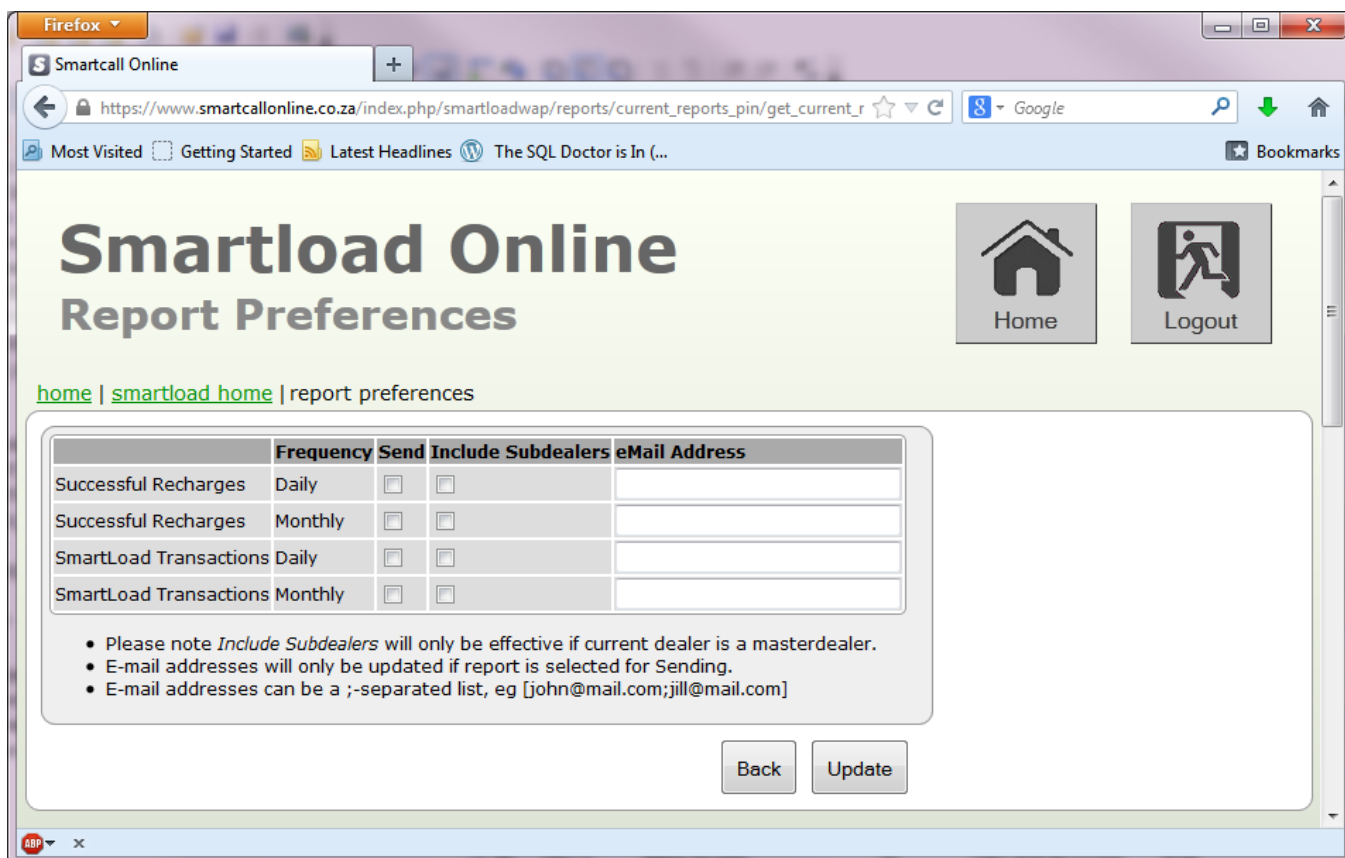 Firefox
Smartcall Online
https://www.smartcallonline.co.za/index.php/smartloadwap/reports/current_reports_pin/get_current_r
Google
Most Visited Getting Started Latest Headlines The SQL Doctor is In (...
Bookmarks
Smartload Online
Report Preferences
Home
Logout
home | smartload home | report preferences
Frequency Send Include Subdealers eMail Address
Successful Recharges Daily
Successful Recharges Monthly
SmartLoad Transactions Daily
SmartLoad Transactions Monthly
• Please note Include Subdealers will only be effective if current dealer is a masterdealer.
• E-mail addresses will only be updated if report is selected for Sending.
• E-mail addresses can be a ;-separated list, eg [john@mail.com;jill@mail.com]
Back Update
ABP